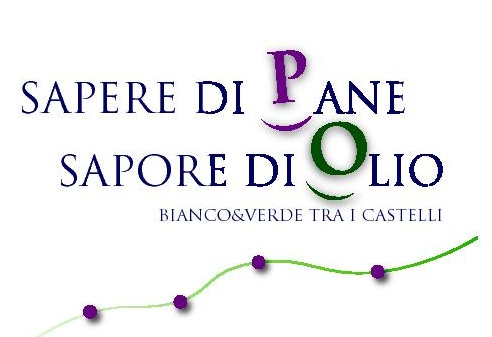 SAPERE DI PANE
SAPORE DI OLIO
BIANCO&VERDE TRA I CASTELLI